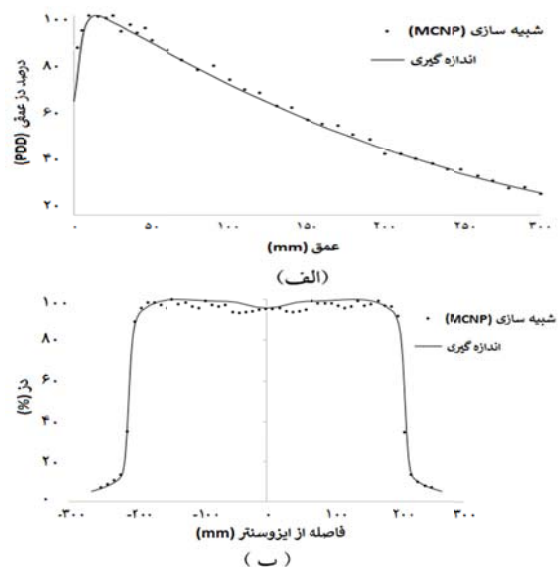 ۱۰۰
۸۰
۶۰
۴۰
۲۰
درصد دز عمقی (PDD)
شبیه سازی (MCNP)
اندازه گیری
۰ ۵۰ ۱۰۰ ۱۵۰ ۲۰۰ ۲۵۰ ۳۰۰
عمق (mm)
(الف)
۱۰۰
۸۰
۶۰
۴۰
۲۰
۰
دز (%)
شبیه سازی (MCNP)
اندازه گیری
-۳۰۰ -۲۰۰ -۱۰۰ ۰ ۱۰۰ ۲۰۰ ۳۰۰
فاصله از ایزوسنتر (mm)
(ب)